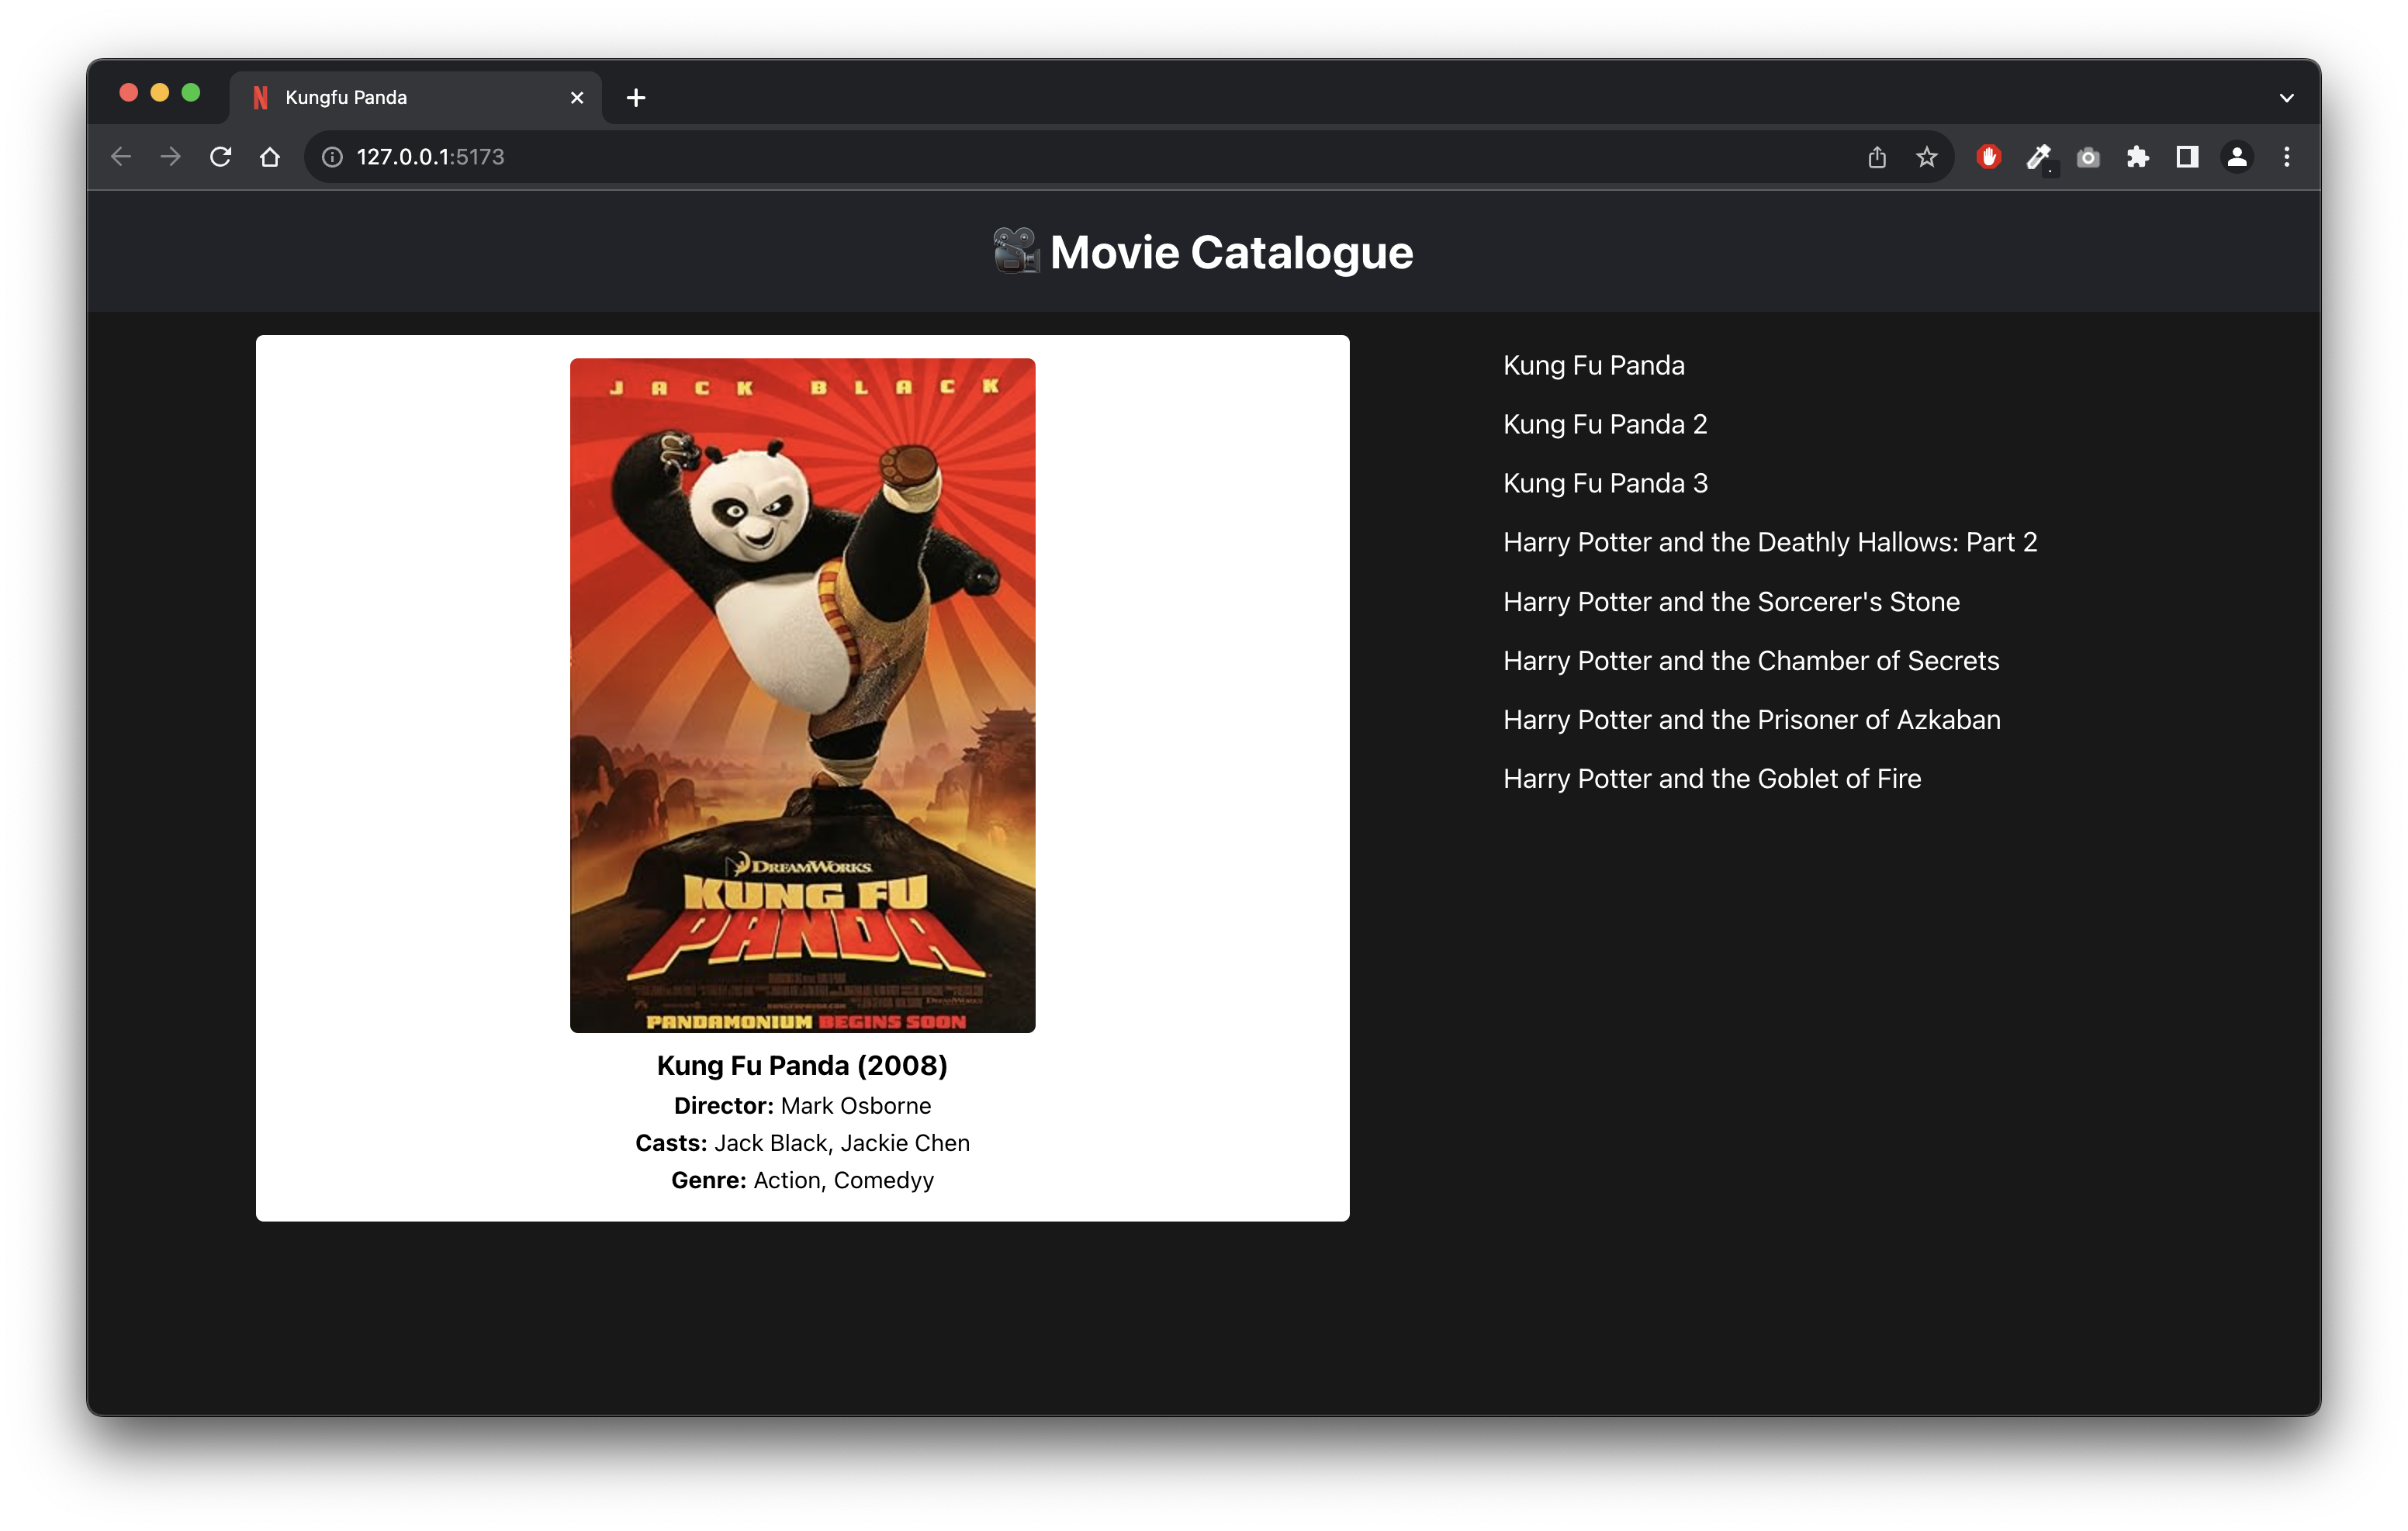 Kungfu Panda
127.0.0.1:5173
Movie Catalogue
JACK BLACK
DREAMWORKS
KUNG FU
PANDA
PANDAMONIUM BEGINS SOON
Kung Fu Panda (2008)
Director: Mark Osborne
Casts: Jack Black, Jackie Chen
Genre: Action, Comedyy
Kung Fu Panda
Kung Fu Panda 2
Kung Fu Panda 3
Harry Potter and the Deathly Hallows: Part 2
Harry Potter and the Sorcerer's Stone
Harry Potter and the Chamber of Secrets
Harry Potter and the Prisoner of Azkaban
Harry Potter and the Goblet of Fire